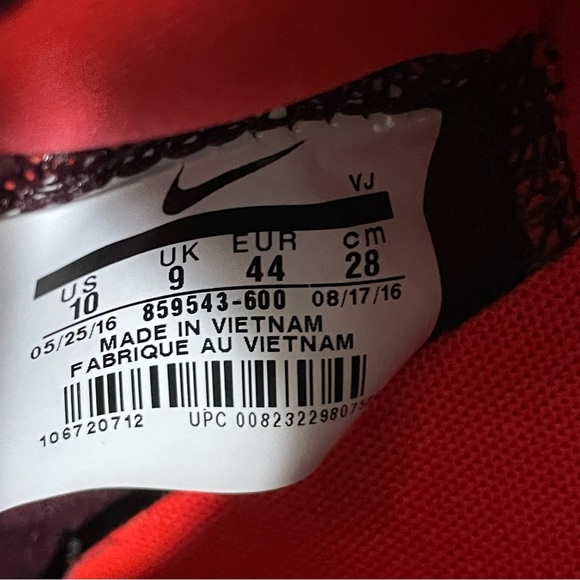 VJ
US UK EUR cm
10 9 44 28
05/25/16 859543-600 08/17/16
MADE IN VIETNAM
FABRIQUE AU VIETNAM
106720712 UPC